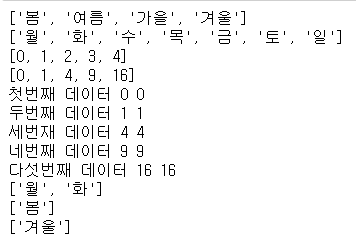 ['봄', '여름', '가을', '겨울']
['월', '화', '수', '목', '금', '토', '일']
[0, 1, 2, 3, 4]
[0, 1, 4, 9, 16]
첫번째 데이터 0 0
두번째 데이터 1 1
세번재 데이터 4 4
네번째 데이터 9 9
다섯번째 데이터 16 16
['월', '화']
['봄']
['겨울']